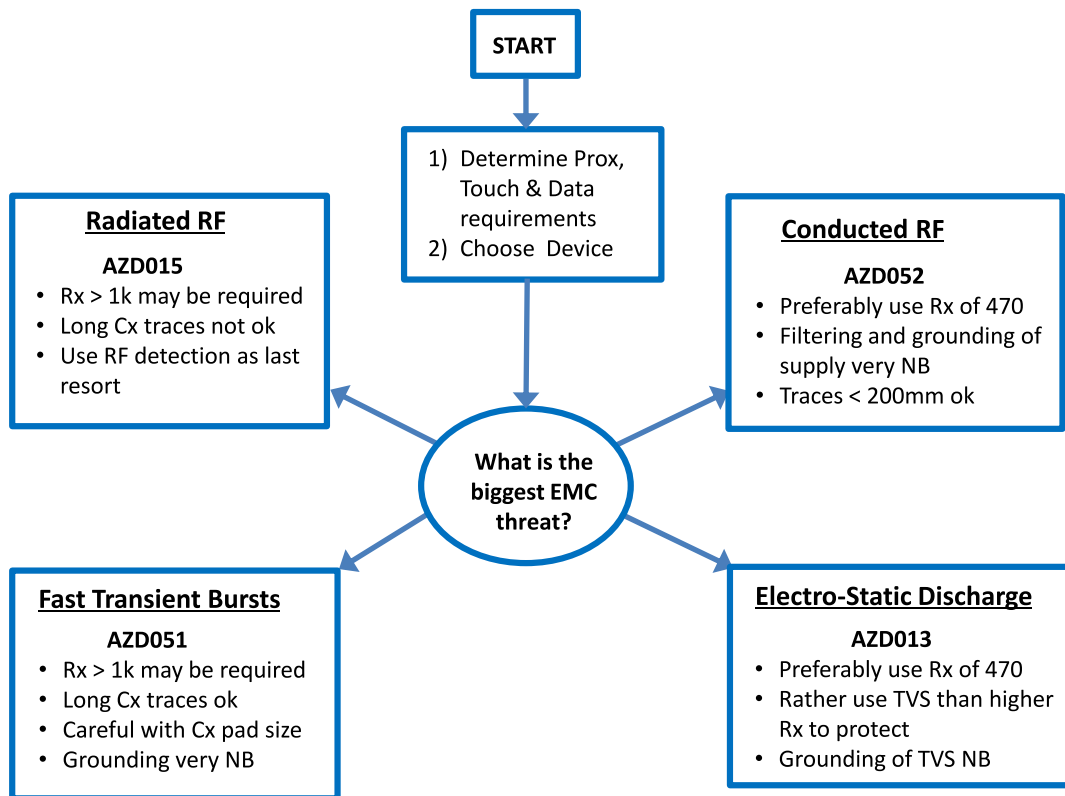 START
1) Determine Prox,
Touch & Data
requirements
2) Choose Device
Radiated RF
AZD015
• Rx > 1k may be required
• Long Cx traces not ok
• Use RF detection as last
resort
Conducted RF
AZD052
• Preferably use Rx of 470
• Filtering and grounding of
supply very NB
• Traces < 200mm ok
What is the
biggest EMC
threat?
Fast Transient Bursts
AZD051
• Rx > 1k may be required
• Long Cx traces ok
• Careful with Cx pad size
• Grounding very NB
Electro-Static Discharge
AZD013
• Preferably use Rx of 470
• Rather use TVS than higher
Rx to protect
• Grounding of TVS NB